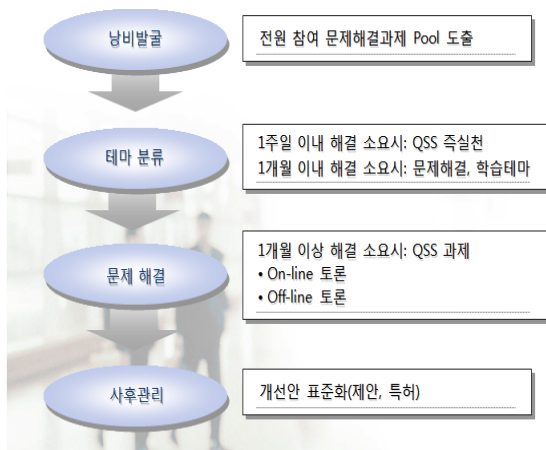 낭비발굴
전원 참여 문제해결과제 Pool 도출
테마 분류
1주일 이내 해결 소요시: QSS 즉실천
1개월 이내 해결 소요시: 문제해결, 학습테마
문제 해결
1개월 이상 해결 소요시: QSS 과제
• On-line 토론
• Off-line 토론
사후관리
개선안 표준화(제안, 특허)